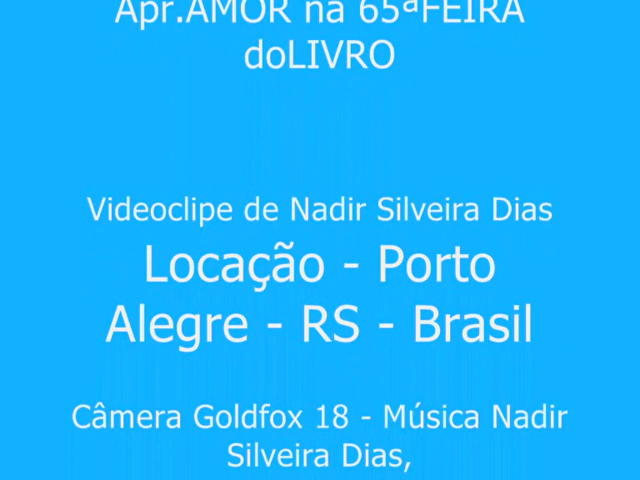 Apr.AMOR na 65ªFEIRA
doLIVRO
Videoclipe de Nadir Silveira Dias
Locação - Porto
Alegre - RS - Brasil
Câmera Goldfox 18 - Música Nadir
Silveira Dias,